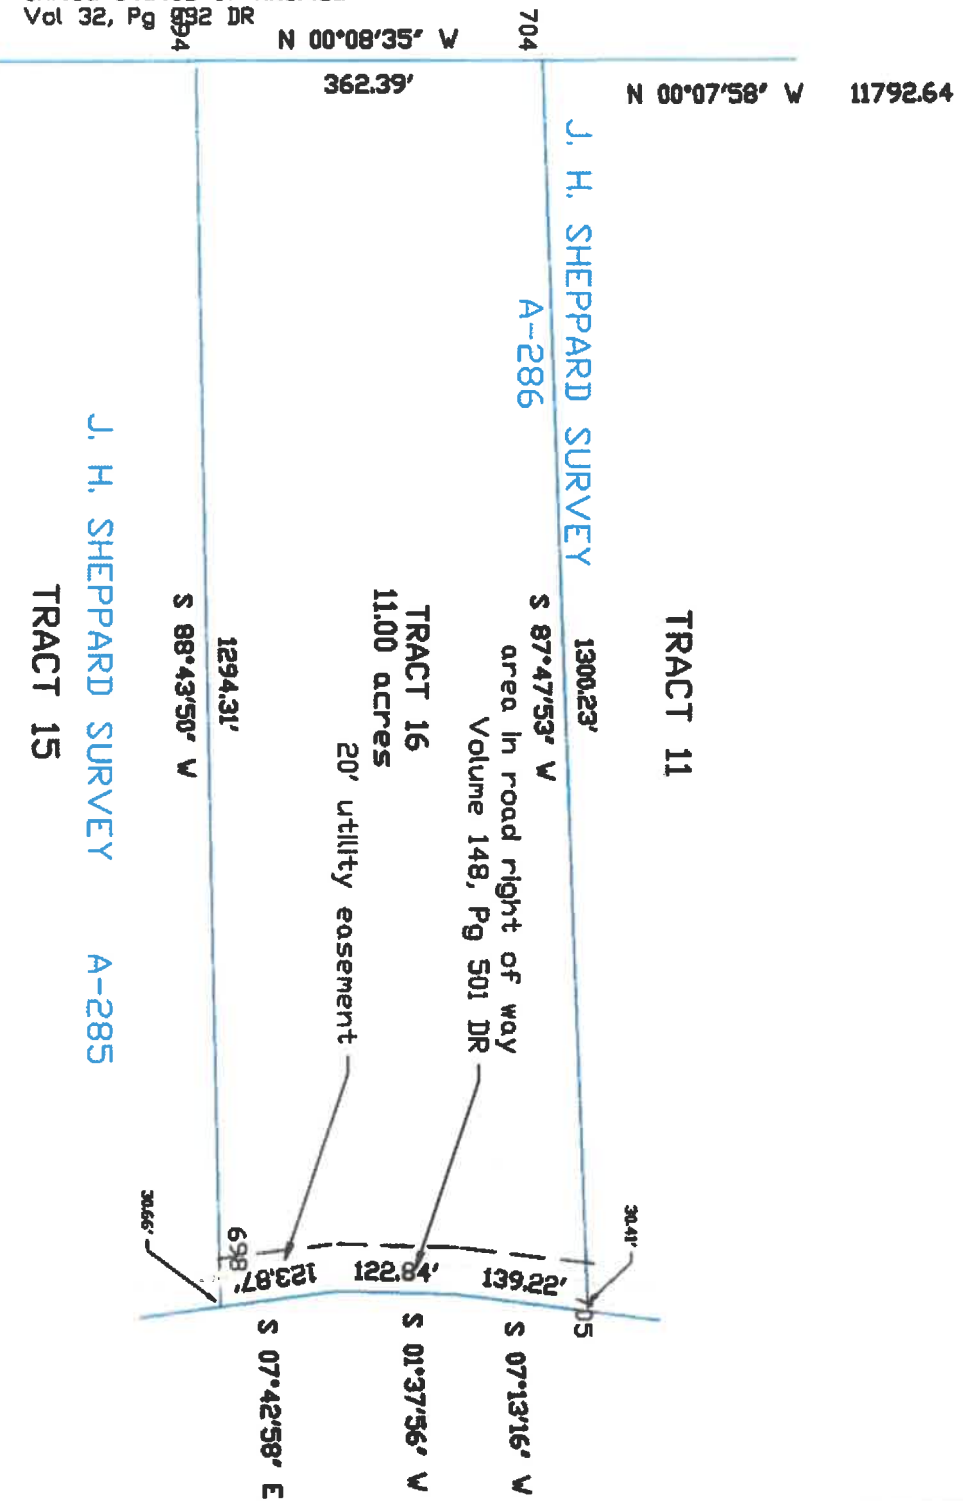 Vol 32, Pg 992 DR
694
N 00°08'35" W
704
362.39'
N 00°07'58" W 11792.64
J. H. SHEPPARD SURVEY
A-286
TRACT 11
1300.23'
S 87°47'53" W
area in road right of way
Volume 148, Pg 501 DR
TRACT 16
11.00 acres
20' utility easement
1294.31'
S 88°43'50" W
J. H. SHEPPARD SURVEY A-285
TRACT 15
30.66'
30.41'
698
123.87'
122.84'
139.22'
705
S 07°42'58" E
S 01°37'56" W
S 07°13'16" W